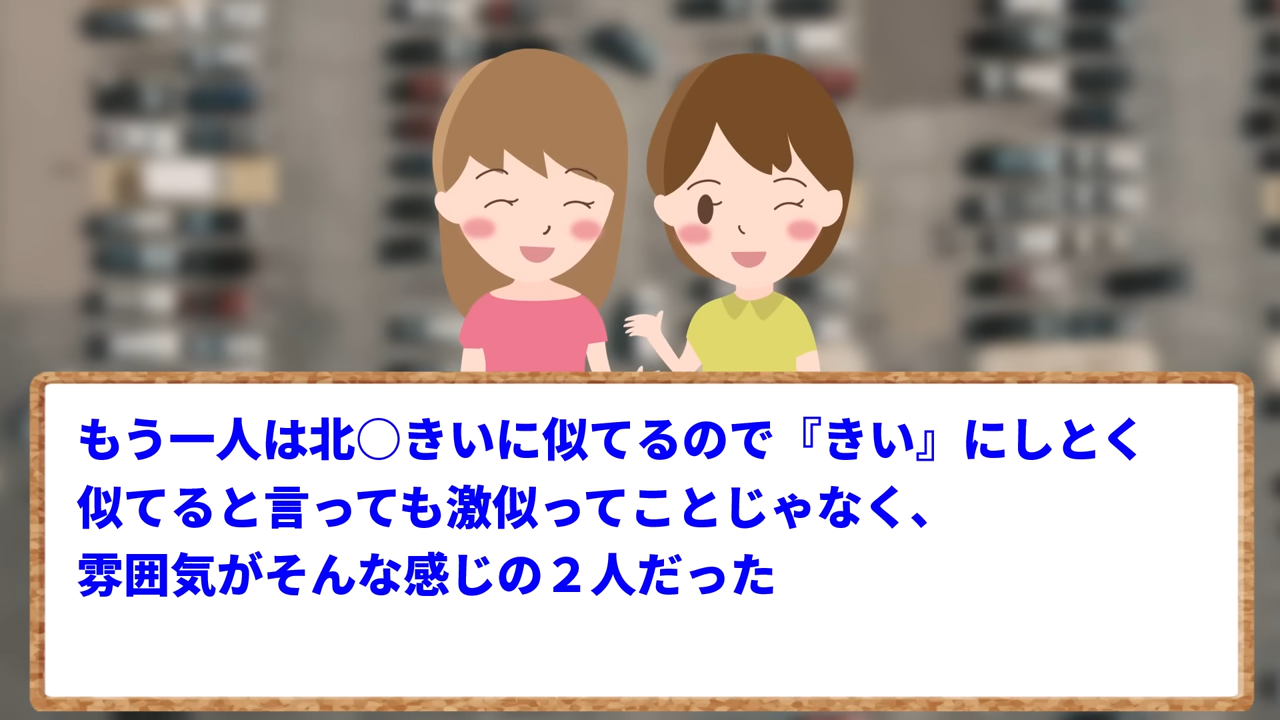 もう一人は北○きいに似てるので『きい』にしとく
似てると言っても激似ってことじゃなく、
雰囲気がそんな感じの２人だった